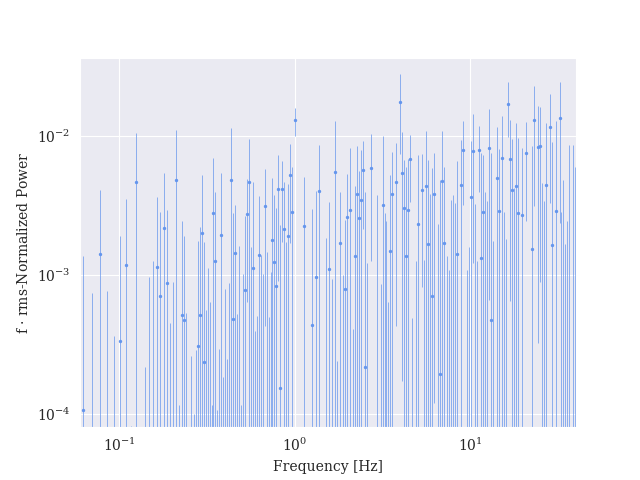 f · rms-Normalized Power
10⁻²
10⁻³
10⁻⁴
10⁻¹ 10⁰ 10¹
Frequency [Hz]